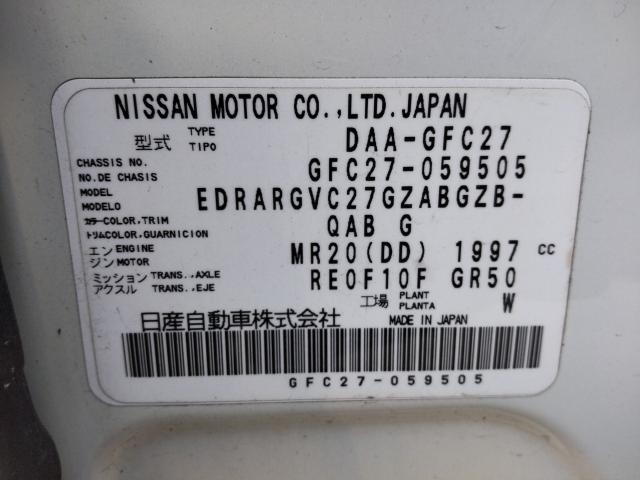 NISSAN MOTOR CO.,LTD.JAPAN
型式 TYPE TIPO DAA-GFC27
CHASSIS NO.
NO.DE CHASIS GFC27-059505
MODEL
MODELO EDRARGVC27GZABGZB-
カラー COLOR,TRIM QAB G
トリムCOLOR,GUARNICION
エンジン ENGINE MOTOR MR20(DD) 1997 cc
ミッション TRANS.,AXLE
アクスル TRANS.,EJE RE0F10F GR50
工場 PLANT PLANTA W
日産自動車株式会社 MADE IN JAPAN
GFC27-059505